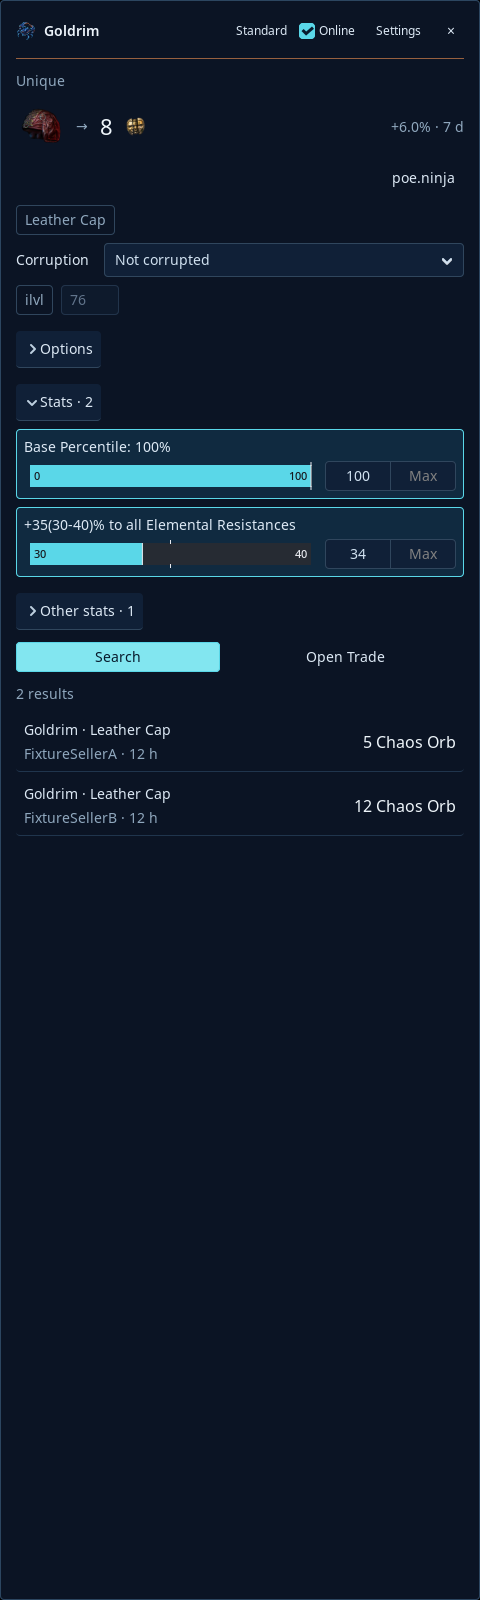 Goldrim Standard Online Settings ×
Unique
→ 8 +6.0% · 7 d
poe.ninja
Leather Cap
Corruption Not corrupted
ilvl 76
Options
Stats · 2
Base Percentile: 100%
0 100 100 Max
+35(30-40)% to all Elemental Resistances
30 40 34 Max
Other stats · 1
Search Open Trade
2 results
Goldrim · Leather Cap
5 Chaos Orb
FixtureSellerA · 12 h
Goldrim · Leather Cap
12 Chaos Orb
FixtureSellerB · 12 h